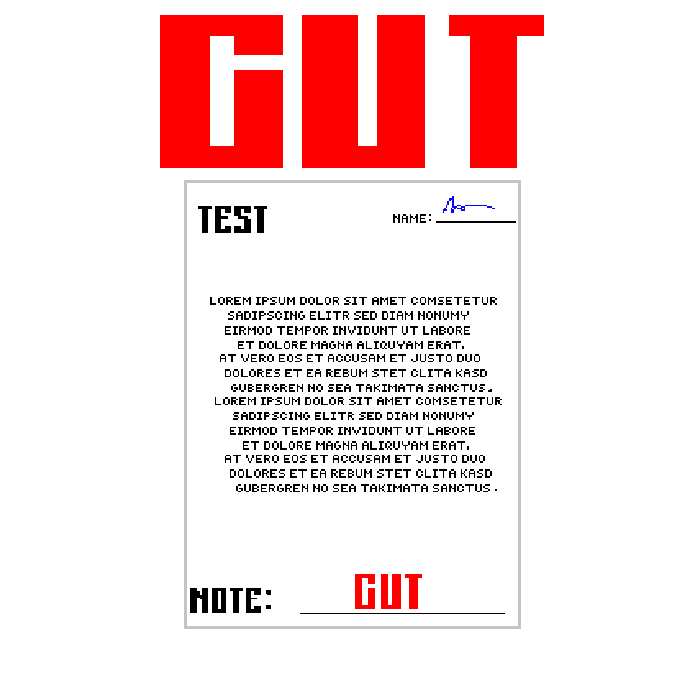 GUT
TEST
NAME:
LOREM IPSUM DOLOR SIT AMET COMSETETUR
SADIPSCING ELITR SED DIAM NONUMY
EIRMOD TEMPOR INVIDUNT UT LABORE
ET DOLORE MAGNA ALIQUYAM ERAT.
AT VERO EOS ET ACCUSAM ET JUSTO DUO
DOLORES ET EA REBUM STET CLITA KASD
GUBERGREN NO SEA TAKIMATA SANCTUS.
LOREM IPSUM DOLOR SIT AMET COMSETETUR
SADIPSCING ELITR SED DIAM NONUMY
EIRMOD TEMPOR INVIDUNT UT LABORE
ET DOLORE MAGNA ALIQUYAM ERAT.
AT VERO EOS ET ACCUSAM ET JUSTO DUO
DOLORES ET EA REBUM STET CLITA KASD
GUBERGREN NO SEA TAKIMATA SANCTUS.
NOTE: GUT